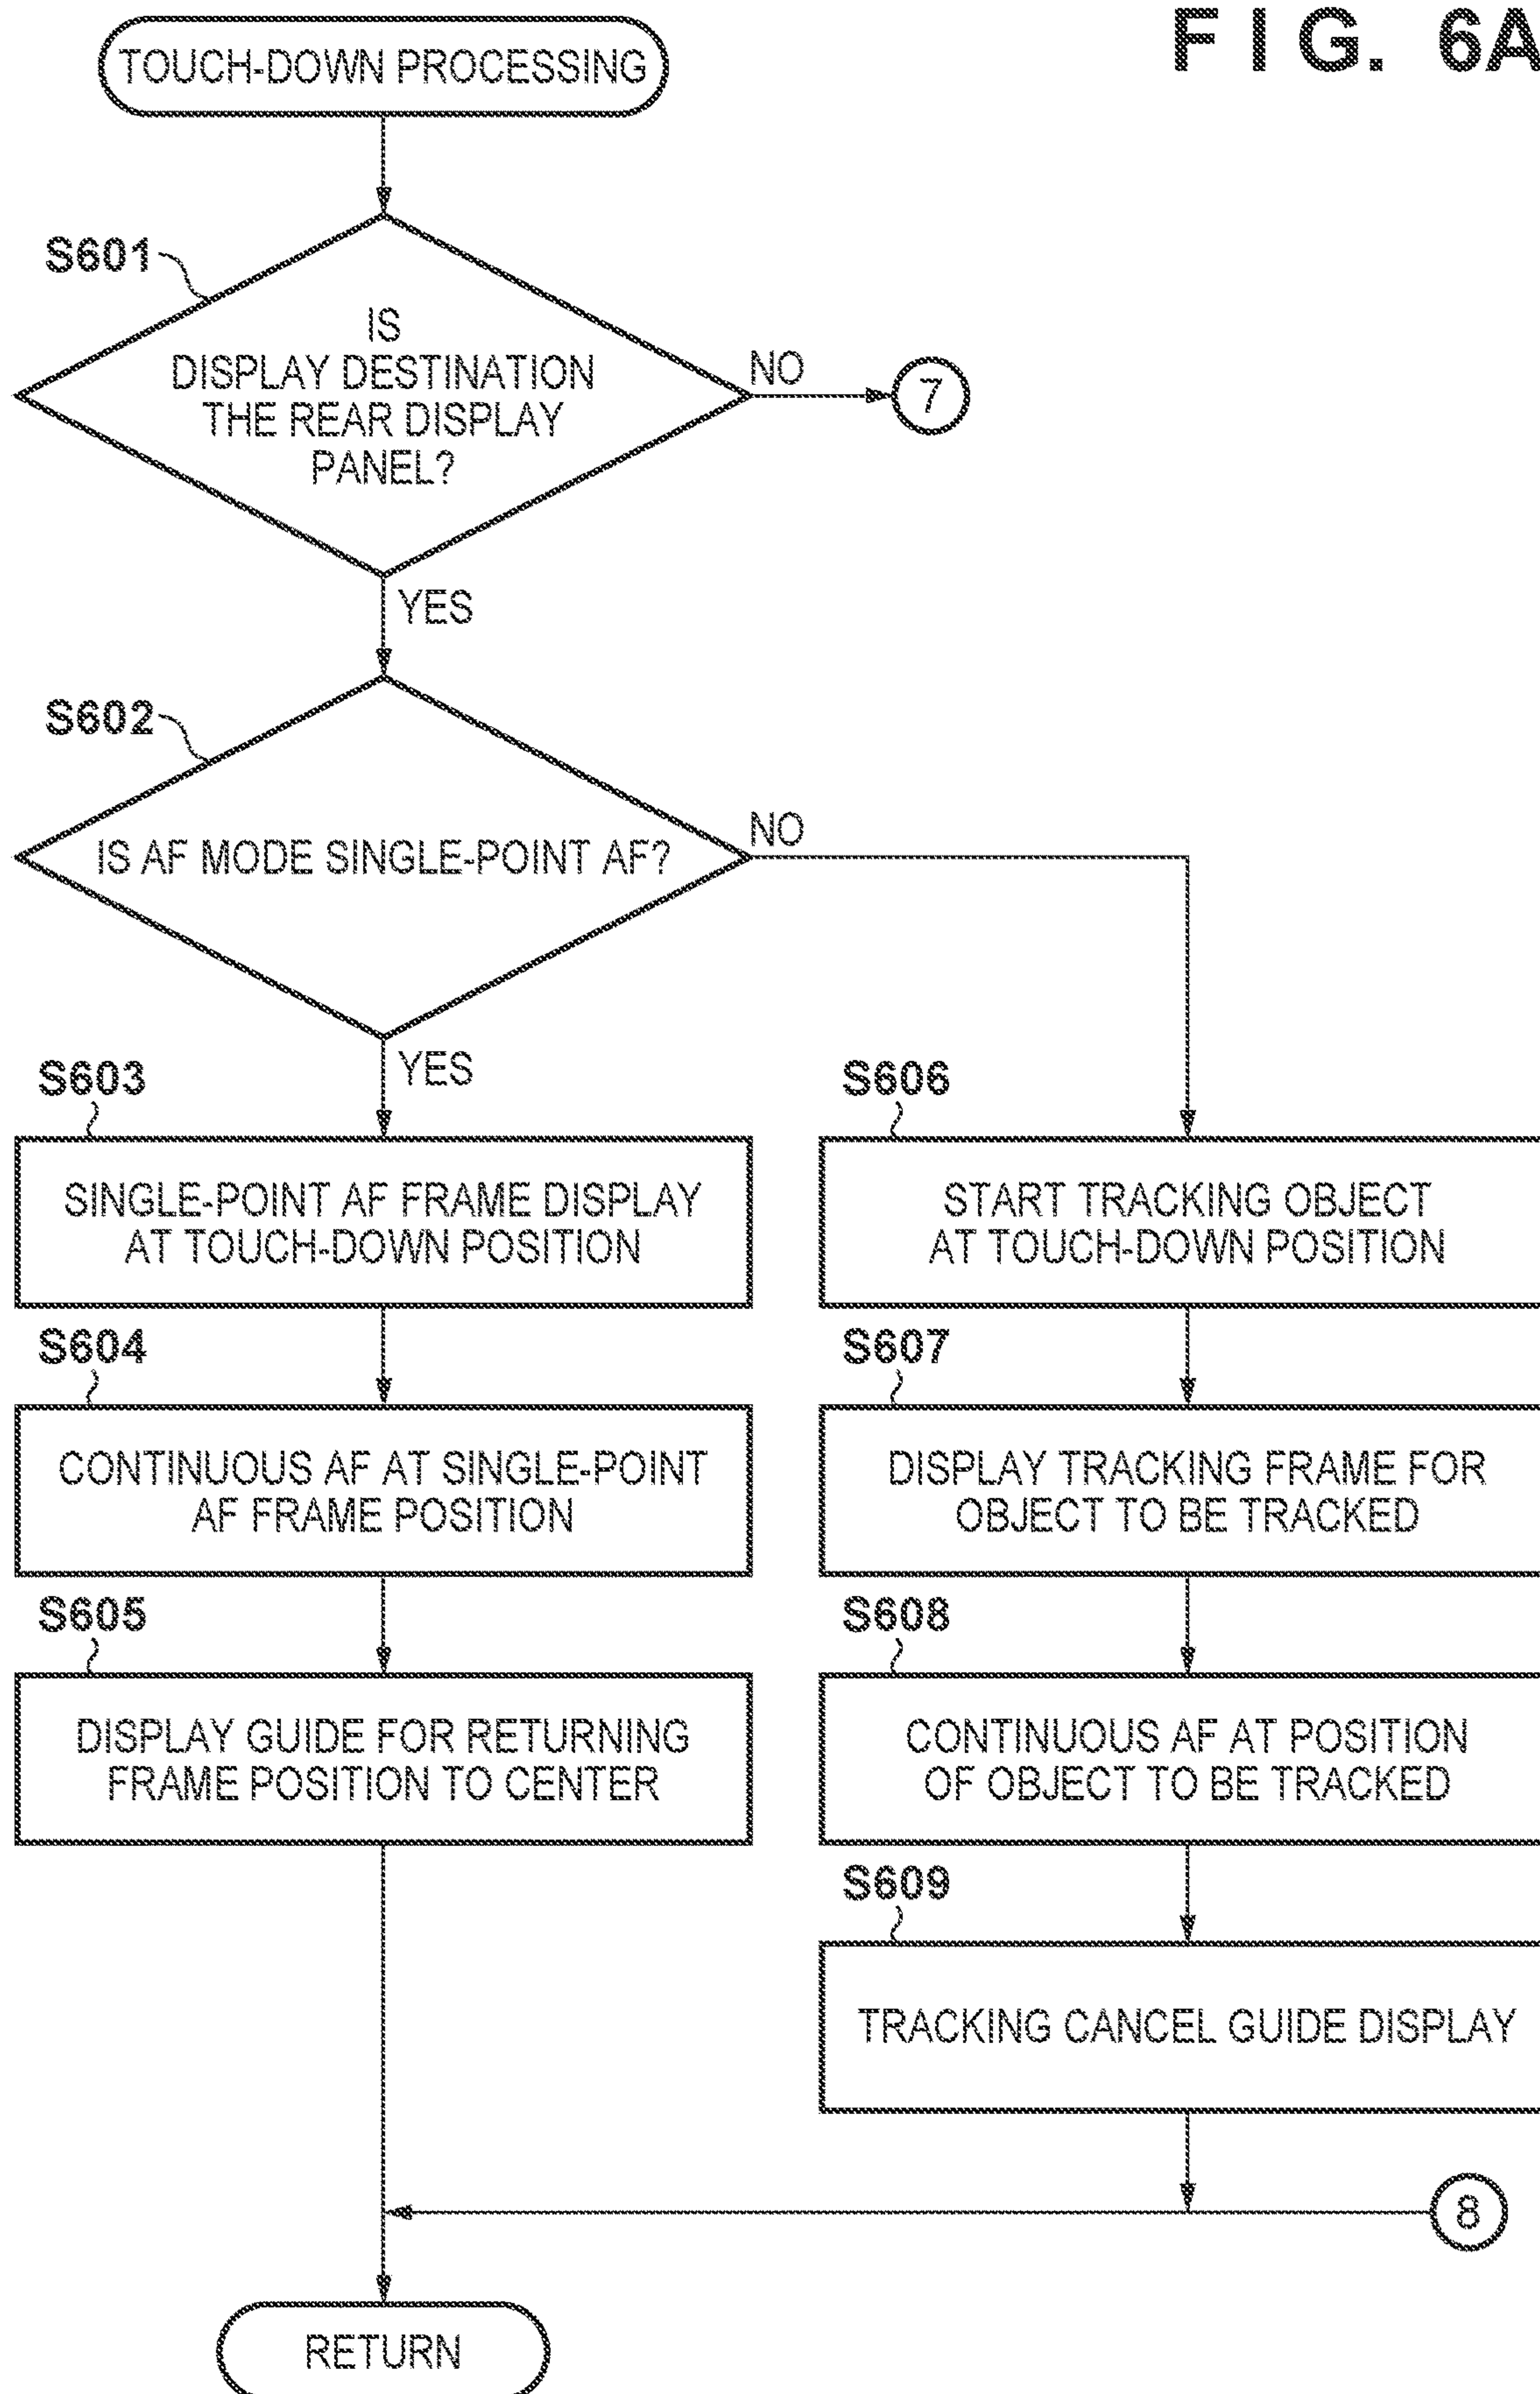 FIG. 6A
TOUCH-DOWN PROCESSING
S601
IS
DISPLAY DESTINATION
THE REAR DISPLAY
PANEL?
NO
7
YES
S602
IS AF MODE SINGLE-POINT AF?
NO
YES
S603
SINGLE-POINT AF FRAME DISPLAY
AT TOUCH-DOWN POSITION
S604
CONTINUOUS AF AT SINGLE-POINT
AF FRAME POSITION
S605
DISPLAY GUIDE FOR RETURNING
FRAME POSITION TO CENTER
S606
START TRACKING OBJECT
AT TOUCH-DOWN POSITION
S607
DISPLAY TRACKING FRAME FOR
OBJECT TO BE TRACKED
S608
CONTINUOUS AF AT POSITION
OF OBJECT TO BE TRACKED
S609
TRACKING CANCEL GUIDE DISPLAY
8
RETURN